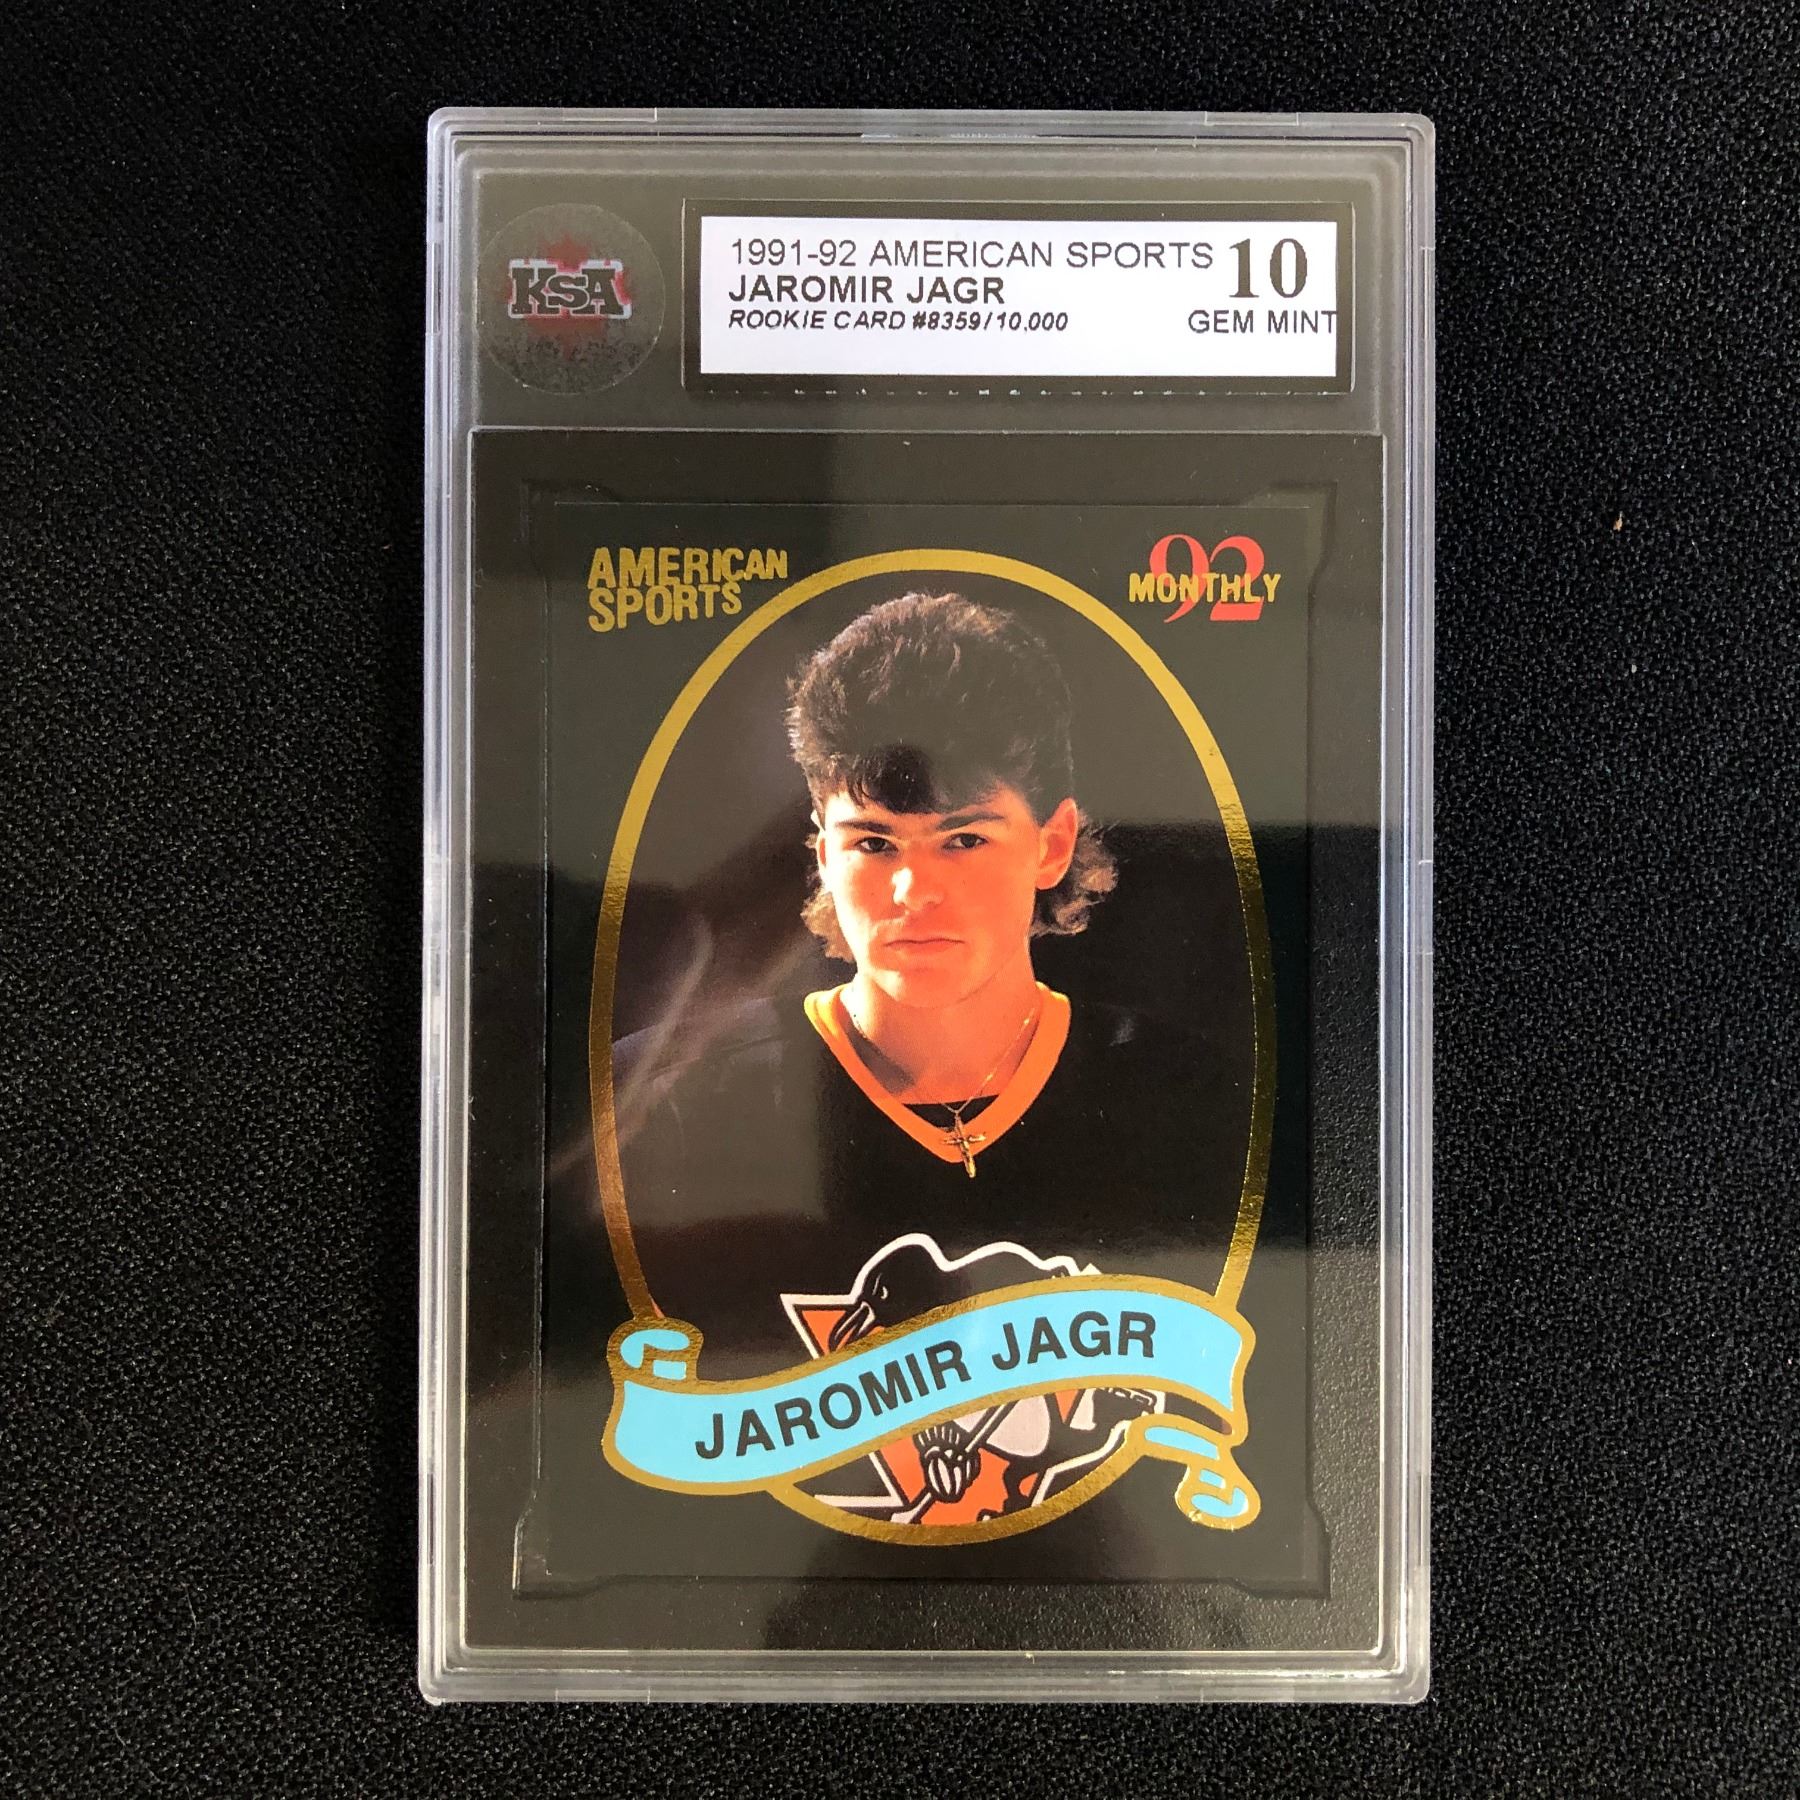 KSA
1991-92 AMERICAN SPORTS 10
JAROMIR JAGR
ROOKIE CARD #8359/10,000 GEM MINT
AMERICAN
SPORTS
92
MONTHLY
JAROMIR JAGR